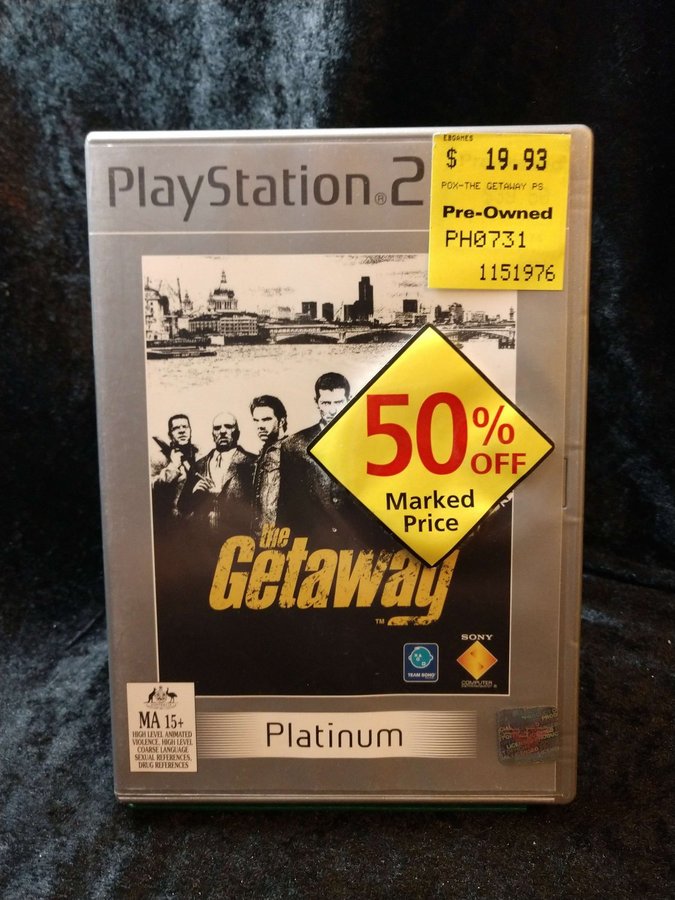 PlayStation®2
EBGAMES
$ 19.93
POX-THE GETAWAY PS
Pre-Owned
PH0731
1151976
50% OFF
Marked
Price
the
Getaway
TM
TEAM SOHO
SONY
COMPUTER
ENTERTAINMENT ®
MA 15+
HIGH LEVEL ANIMATED
VIOLENCE, HIGH LEVEL
COARSE LANGUAGE
SEXUAL REFERENCES,
DRUG REFERENCES
Platinum